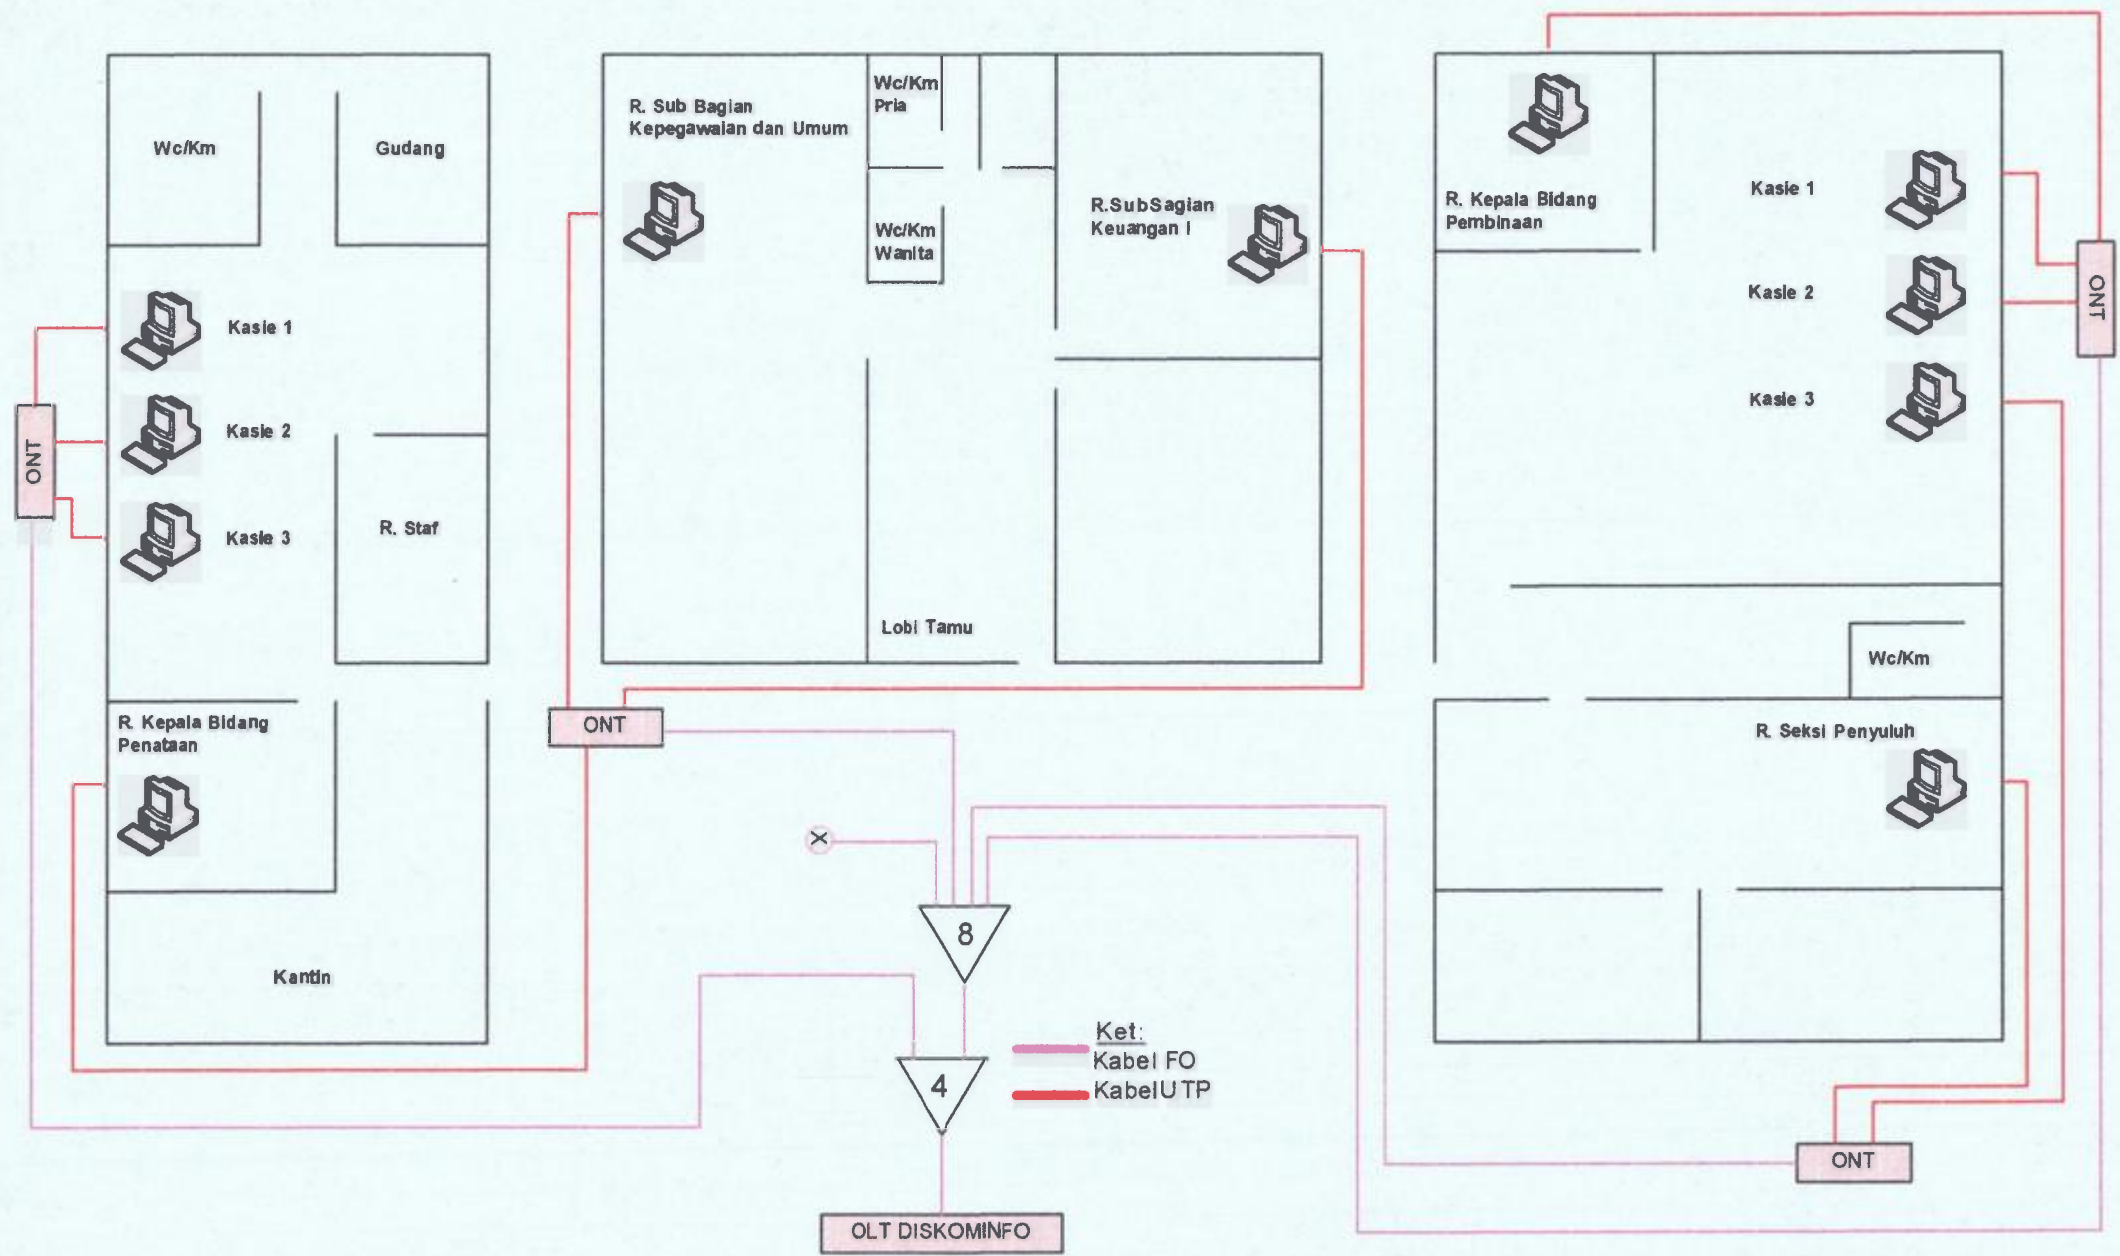 Wc/Km
Gudang
Kasie 1
Kasie 2
Kasie 3
ONT
R. Staf
R. Kepala Bidang
Penataan
Kantin
R. Sub Bagian
Kepegawaian dan Umum
Wc/Km
Pria
Wc/Km
Wanita
R.SubSagian
Keuangan I
Lobi Tamu
ONT
R. Kepala Bidang
Pembinaan
Kasie 1
Kasie 2
Kasie 3
ONT
Wc/Km
R. Seksi Penyuluh
X
8
4
Ket:
Kabel FO
KabelUTP
ONT
OLT DISKOMINFO